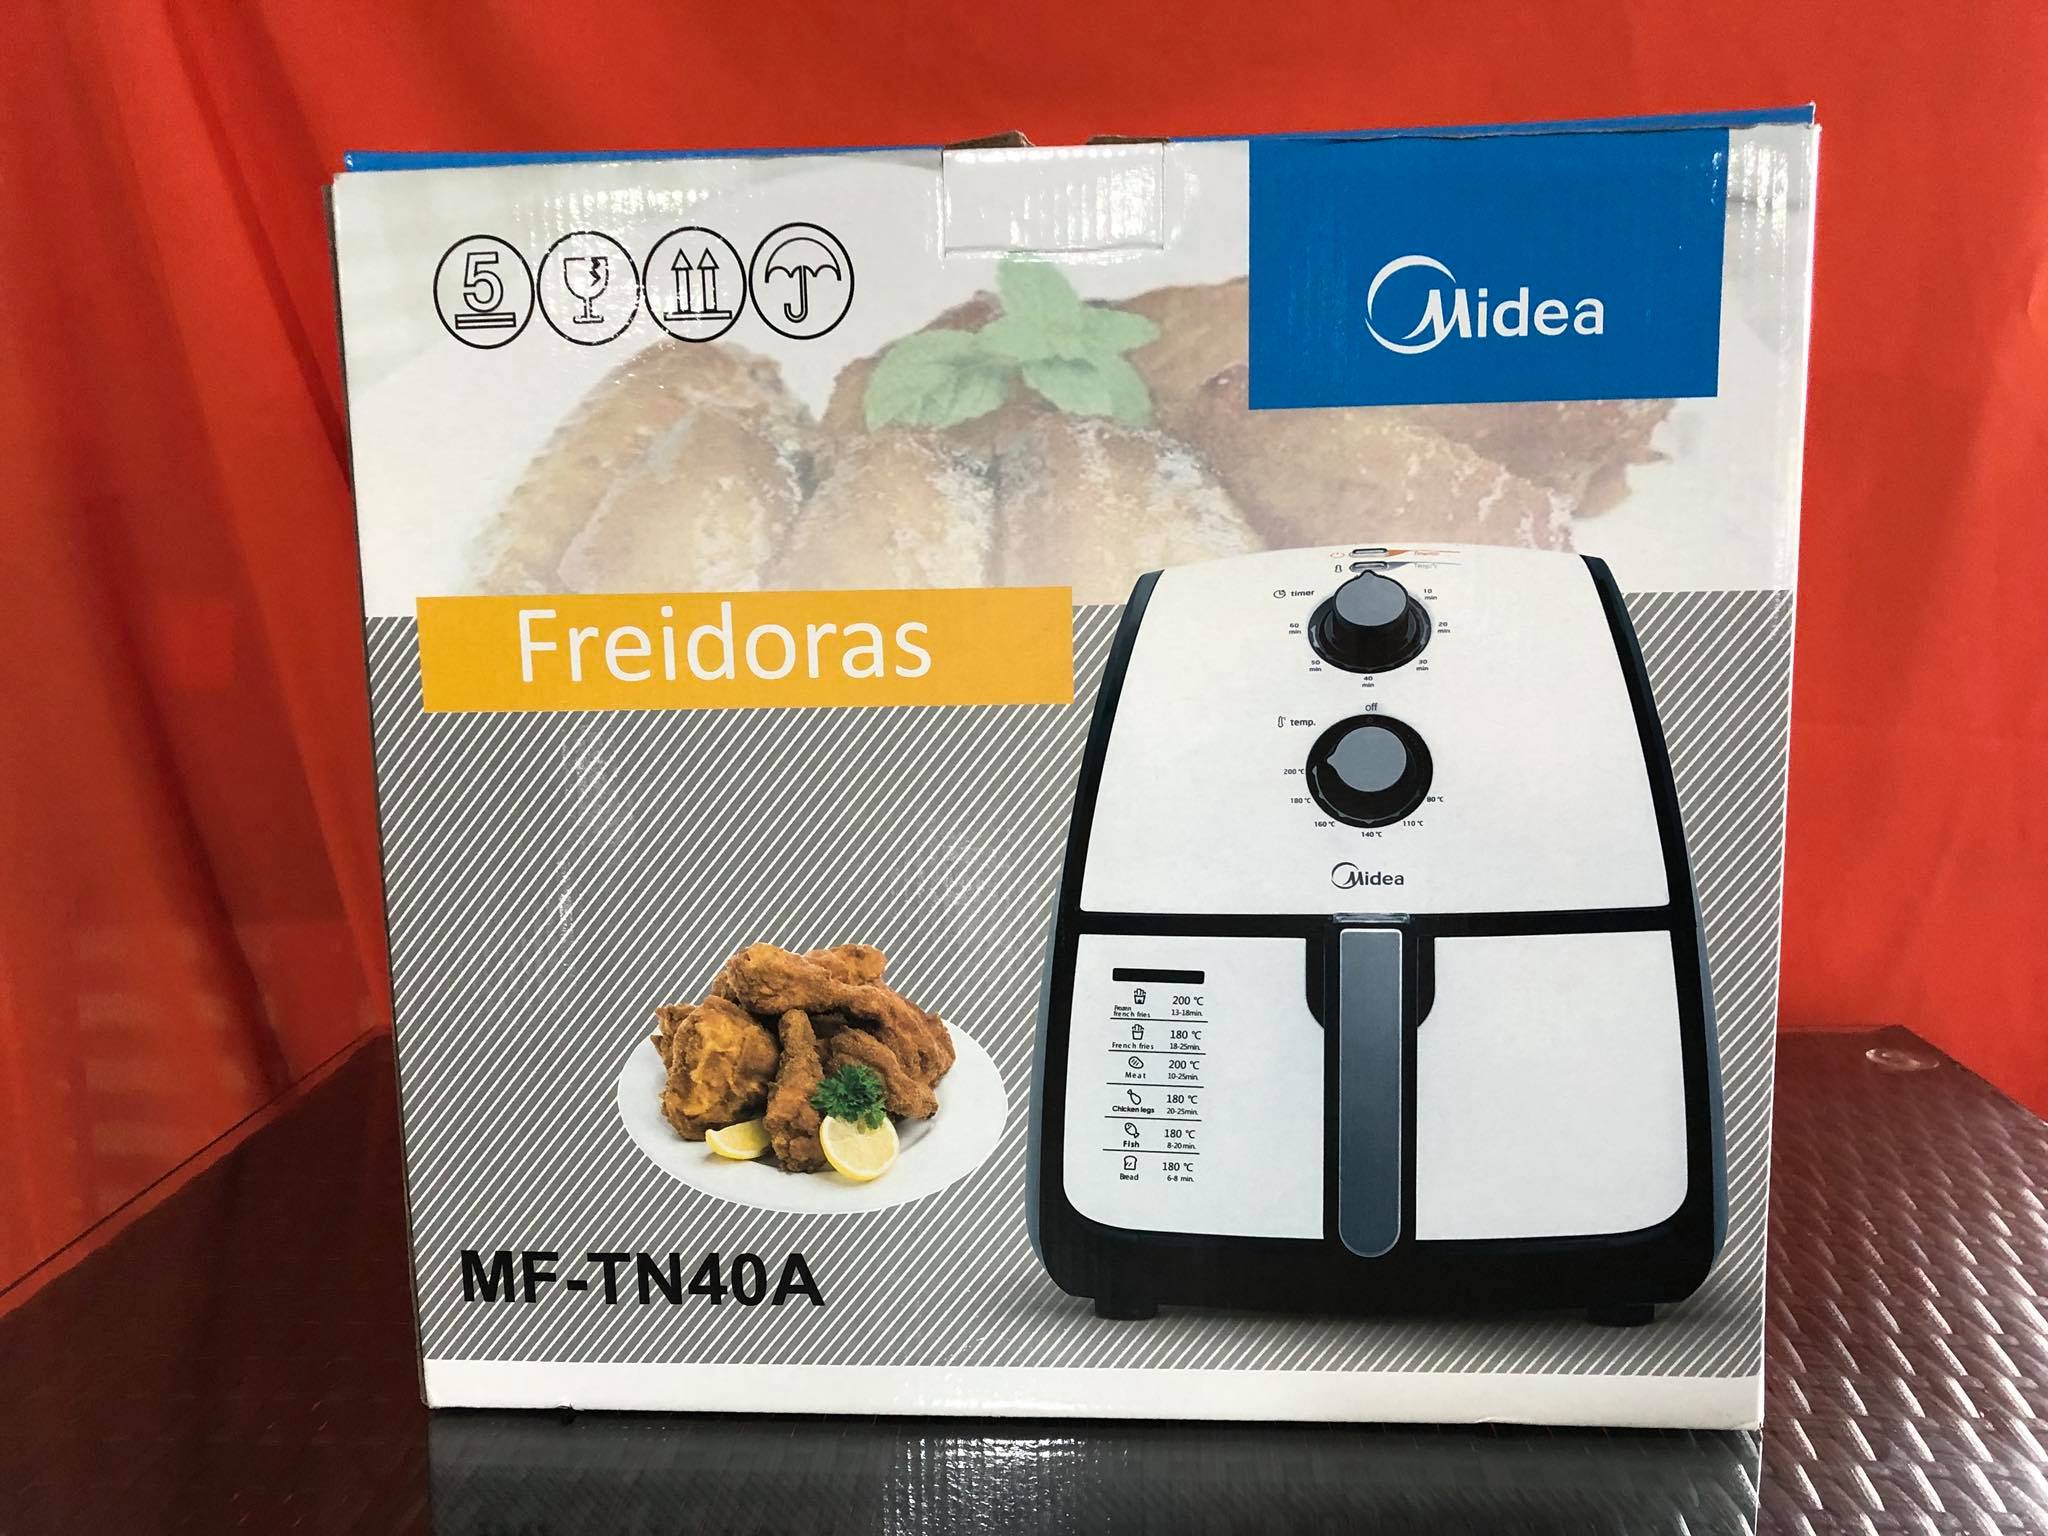 5
Midea
Freidoras
timer
10
min
60
min
20
min
50
min
30
min
40
min
off
temp.
200 °C
180 °C
80 °C
160 °C
110 °C
140 °C
Midea
Frozen
french fries
200 °C
13-18min.
French fries
180 °C
18-25min.
Meat
200 °C
10-25min.
Chicken legs
180 °C
20-25min.
Fish
180 °C
8-20min.
Bread
180 °C
6-8 min.
MF-TN40A